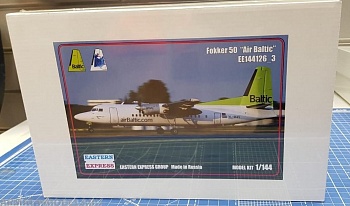 Fokker 50 "Air Baltic"
EE144126_3
Baltic
Baltic
airBaltic.com
EASTERN
EXPRESS
EASTERN EXPRESS GROUP Made in Russia
MODEL KIT 1/144